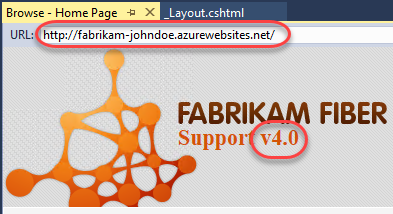 Browse - Home Page
_Layout.cshtml
URL: http://fabrikam-johndoe.azurewebsites.net/
FABRIKAM FIBER
Support v4.0